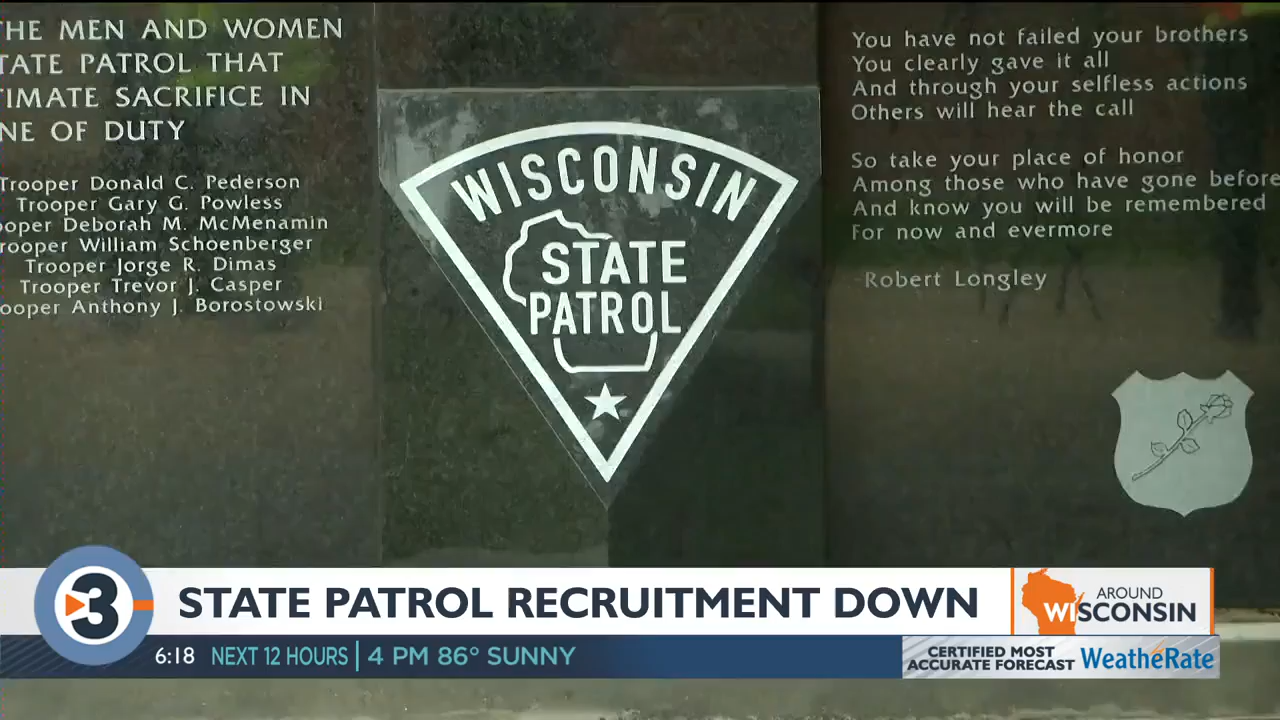 THE MEN AND WOMEN
TATE PATROL THAT
TIMATE SACRIFICE IN
NE OF DUTY
Trooper Donald C. Pederson
Trooper Gary G. Powless
ooper Deborah M. McMenamin
rooper William Schoenberger
Trooper Jorge R. Dimas
Trooper Trevor J. Casper
ooper Anthony J. Borostowski
WISCONSIN
STATE
PATROL
You have not failed your brothers
You clearly gave it all
And through your selfless actions
Others will hear the call
So take your place of honor
Among those who have gone before
And know you will be remembered
For now and evermore
-Robert Longley
3
STATE PATROL RECRUITMENT DOWN
AROUND
WISCONSIN
6:18 NEXT 12 HOURS | 4 PM 86° SUNNY
CERTIFIED MOST
ACCURATE FORECAST WeatheRate